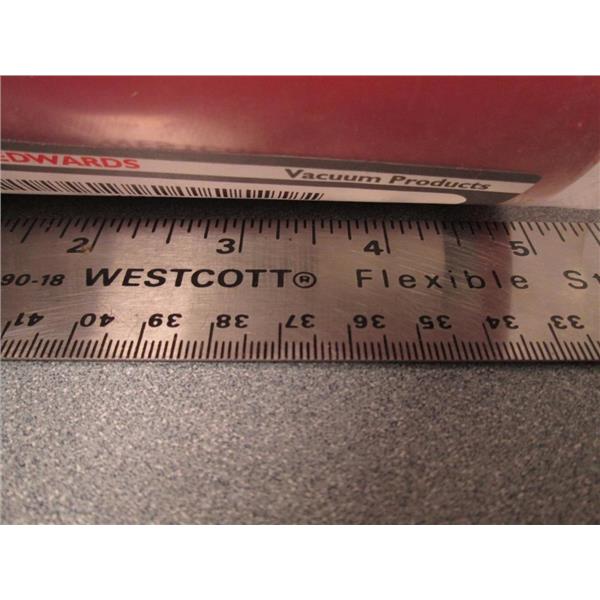 EDWARDS
Vacuum Products
2 3 4 5
90-18 WESTCOTT® Flexible St
41 40 39 38 37 36 35 34 33